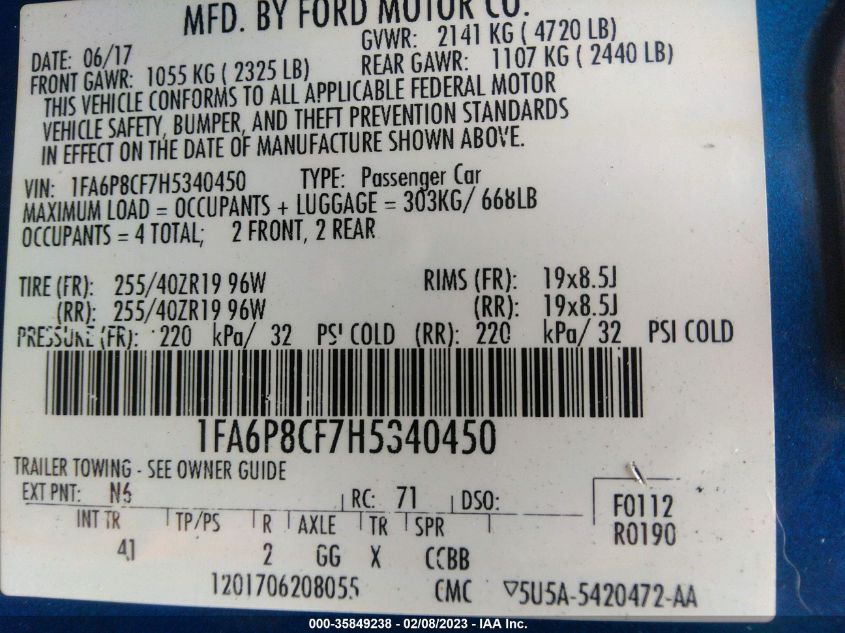 MFD. BY FORD MOTOR CO.
DATE: 06/17 GVWR: 2141 KG ( 4720 LB)
FRONT GAWR: 1055 KG ( 2325 LB) REAR GAWR: 1107 KG ( 2440 LB)
THIS VEHICLE CONFORMS TO ALL APPLICABLE FEDERAL MOTOR
VEHICLE SAFETY, BUMPER, AND THEFT PREVENTION STANDARDS
IN EFFECT ON THE DATE OF MANUFACTURE SHOWN ABOVE.
VIN: 1FA6P8CF7H5340450 TYPE: Passenger Car
MAXIMUM LOAD = OCCUPANTS + LUGGAGE = 303KG/ 668LB
OCCUPANTS = 4 TOTAL; 2 FRONT, 2 REAR
TIRE (FR): 255/40ZR19 96W RIMS (FR): 19x8.5J
(RR): 255/40ZR19 96W (RR): 19x8.5J
PRESSURE (FR): 220 kPa/ 32 PSI COLD (RR): 220 kPa/ 32 PSI COLD
1FA6P8CF7H5340450
TRAILER TOWING - SEE OWNER GUIDE
EXT PNT: N6 RC: 71 DSO: F0112
INT TR TP/PS R AXLE TR SPR R0190
41 2 GG X CCBB
1201706208055 CMC ▽5U5A-5420472-AA
000-35849238 - 02/08/2023 - IAA Inc.